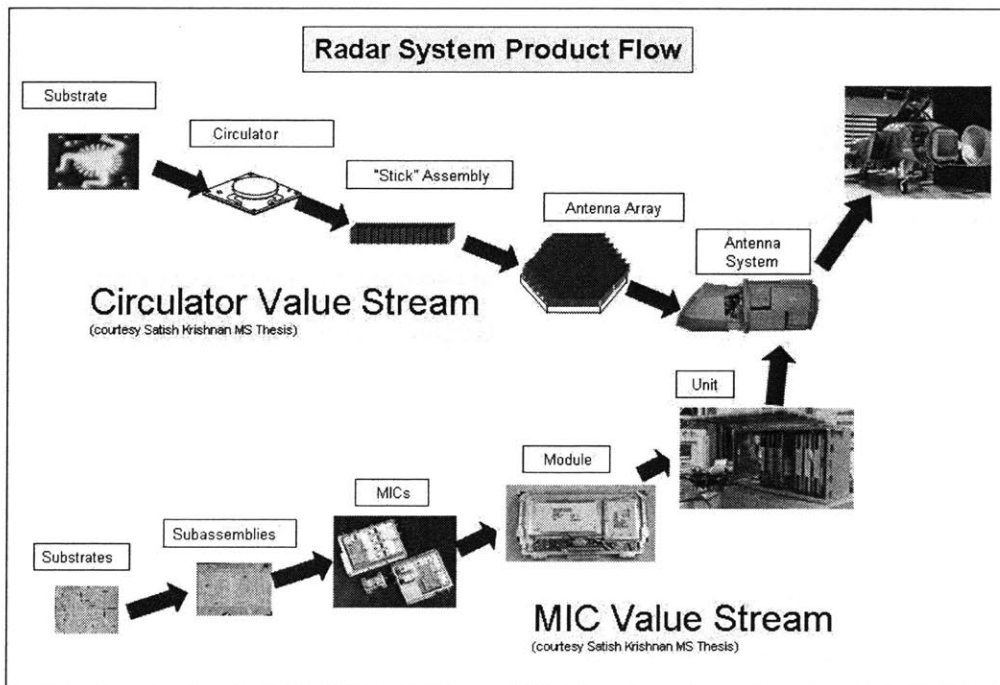 Radar System Product Flow
Substrate
Circulator
"Stick" Assembly
Antenna Array
Antenna
System
Circulator Value Stream
(courtesy Satish Krishnan MS Thesis)
Unit
Module
MICs
Subassemblies
Substrates
MIC Value Stream
(courtesy Satish Krishnan MS Thesis)